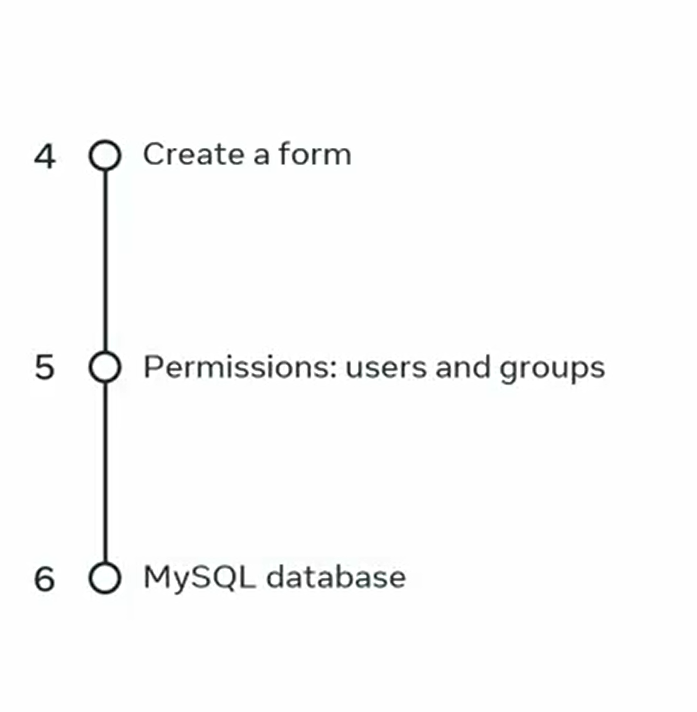 4 Create a form
5 Permissions: users and groups
6 MySQL database